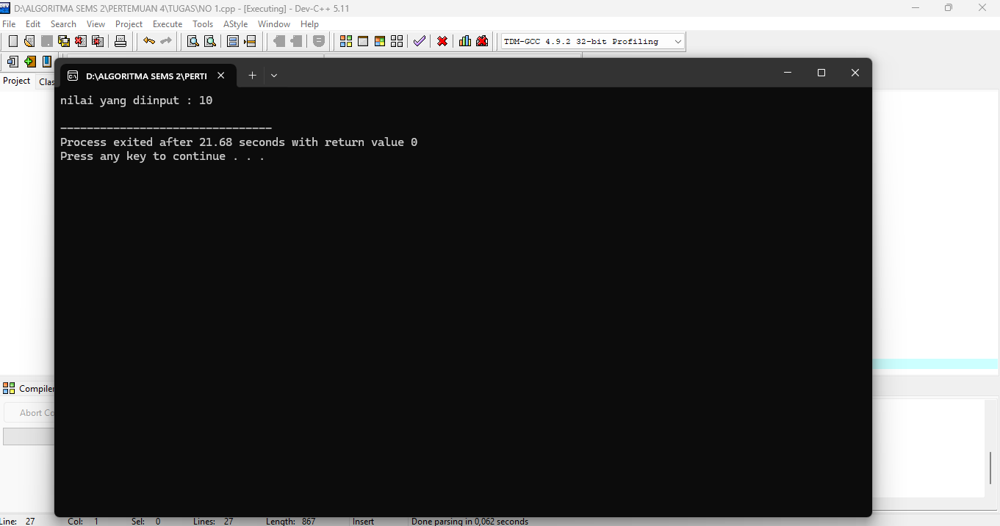 D:\ALGORITMA SEMS 2\PERTEMUAN 4\TUGAS\NO 1.cpp - [Executing] - Dev-C++ 5.11
File Edit Search View Project Execute Tools AStyle Window Help
TDM-GCC 4.9.2 32-bit Profiling
Project Clas
D:\ALGORITMA SEMS 2\PERTI
nilai yang diinput : 10
--------------------------------
Process exited after 21.68 seconds with return value 0
Press any key to continue . . .
Compiler
Abort Co
Line: 27 Col: 1 Sel: 0 Lines: 27 Length: 867 Insert Done parsing in 0,062 seconds